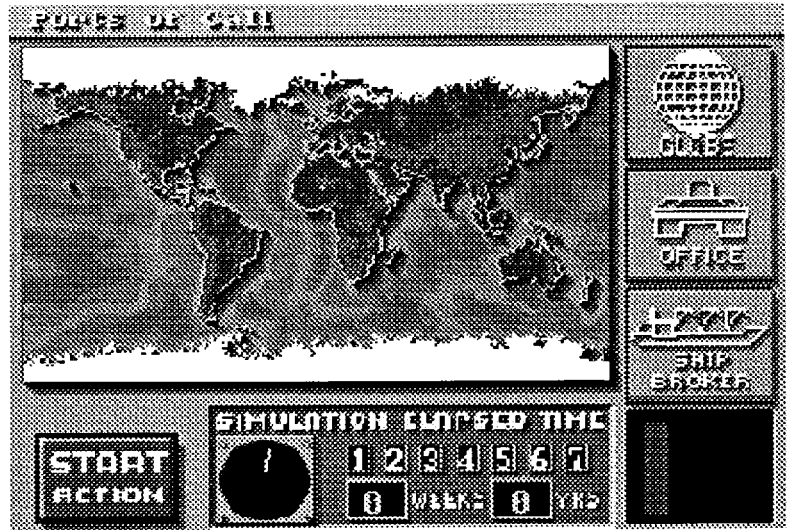 Ports of Call
GLOBE
OFFICE
SHIP
BROKER
SIMULATION ELAPSED TIME
START
ACTION
1 2 3 4 5 6 7
0 WEEKS 0 YRS